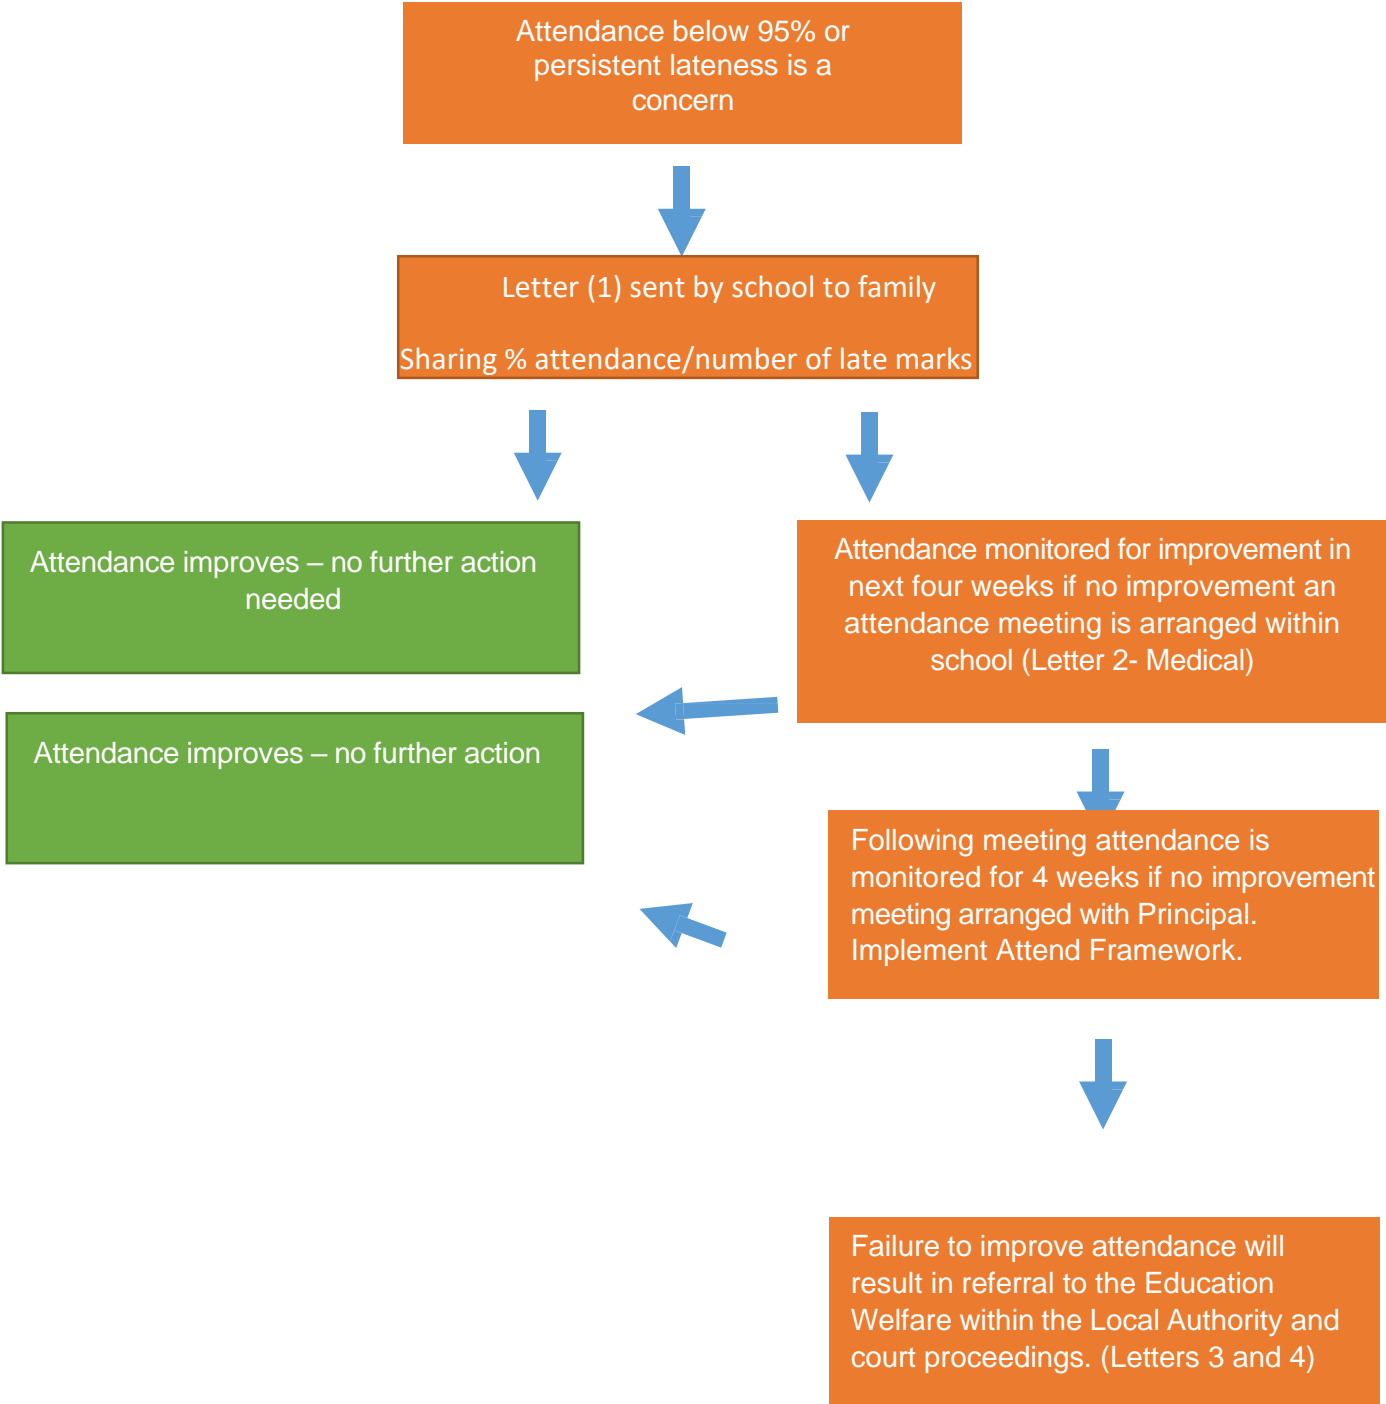 Attendance below 95% or
persistent lateness is a
concern
Letter (1) sent by school to family
Sharing % attendance/number of late marks
Attendance improves – no further action
needed
Attendance monitored for improvement in
next four weeks if no improvement an
attendance meeting is arranged within
school (Letter 2- Medical)
Attendance improves – no further action
Following meeting attendance is
monitored for 4 weeks if no improvement
meeting arranged with Principal.
Implement Attend Framework.
Failure to improve attendance will
result in referral to the Education
Welfare within the Local Authority and
court proceedings. (Letters 3 and 4)